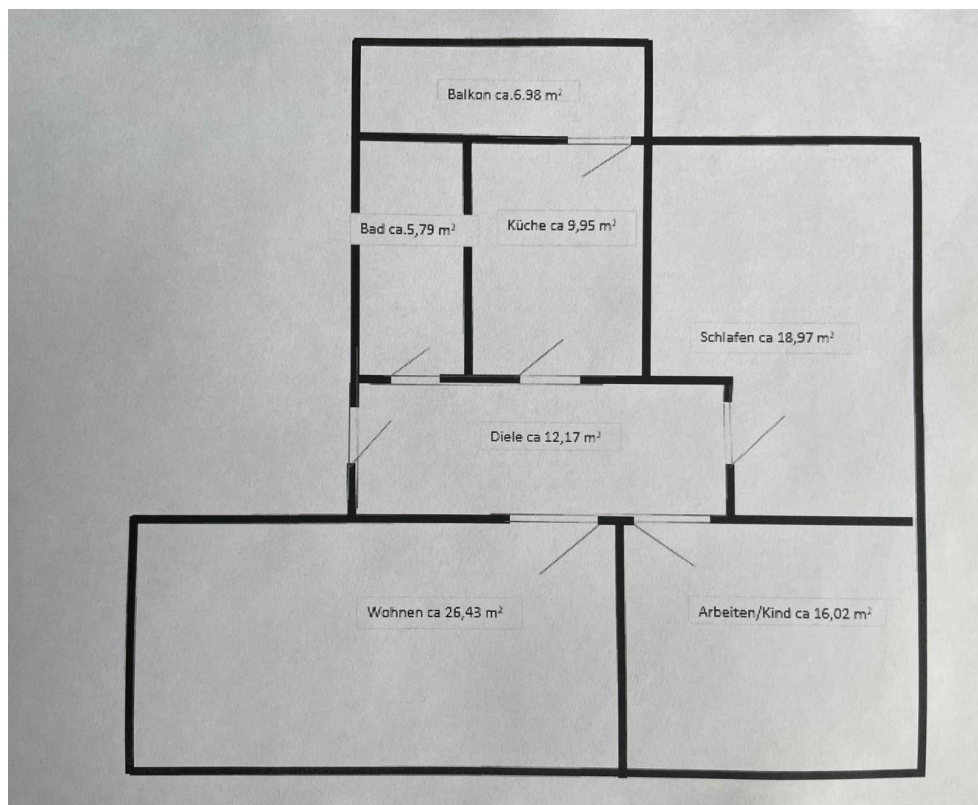 Balkon ca.6.98 m²
Bad ca.5,79 m²
Küche ca 9,95 m²
Schlafen ca 18,97 m²
Diele ca 12,17 m²
Wohnen ca 26,43 m²
Arbeiten/Kind ca 16,02 m²